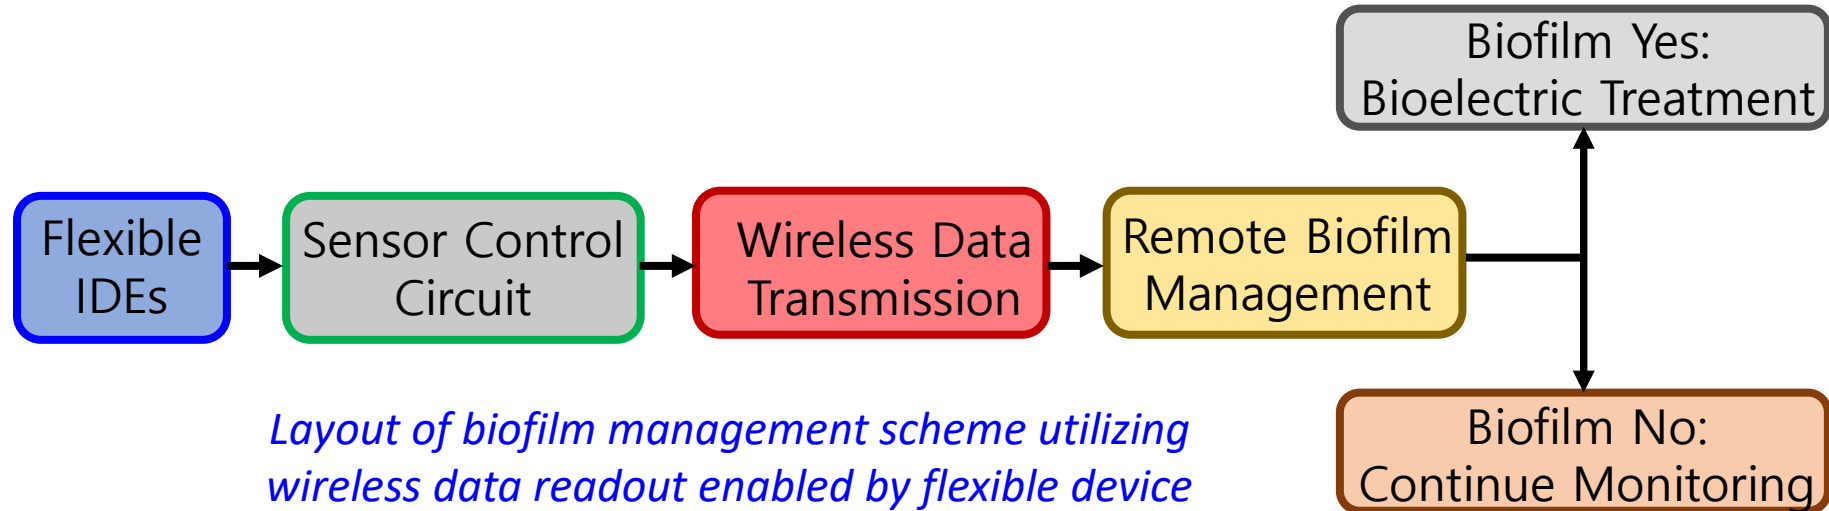 Flexible
IDEs
Sensor Control
Circuit
Wireless Data
Transmission
Remote Biofilm
Management
Biofilm Yes:
Bioelectric Treatment
Biofilm No:
Continue Monitoring
Layout of biofilm management scheme utilizing
wireless data readout enabled by flexible device